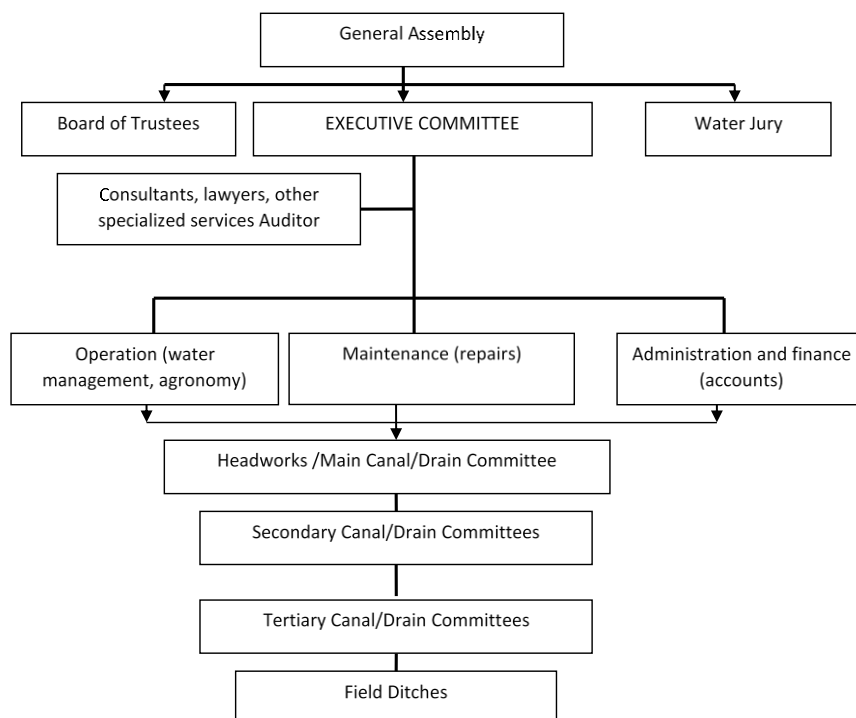 General Assembly
Board of Trustees
EXECUTIVE COMMITTEE
Water Jury
Consultants, lawyers, other
specialized services Auditor
Operation (water
management, agronomy)
Maintenance (repairs)
Administration and finance
(accounts)
Headworks /Main Canal/Drain Committee
Secondary Canal/Drain Committees
Tertiary Canal/Drain Committees
Field Ditches